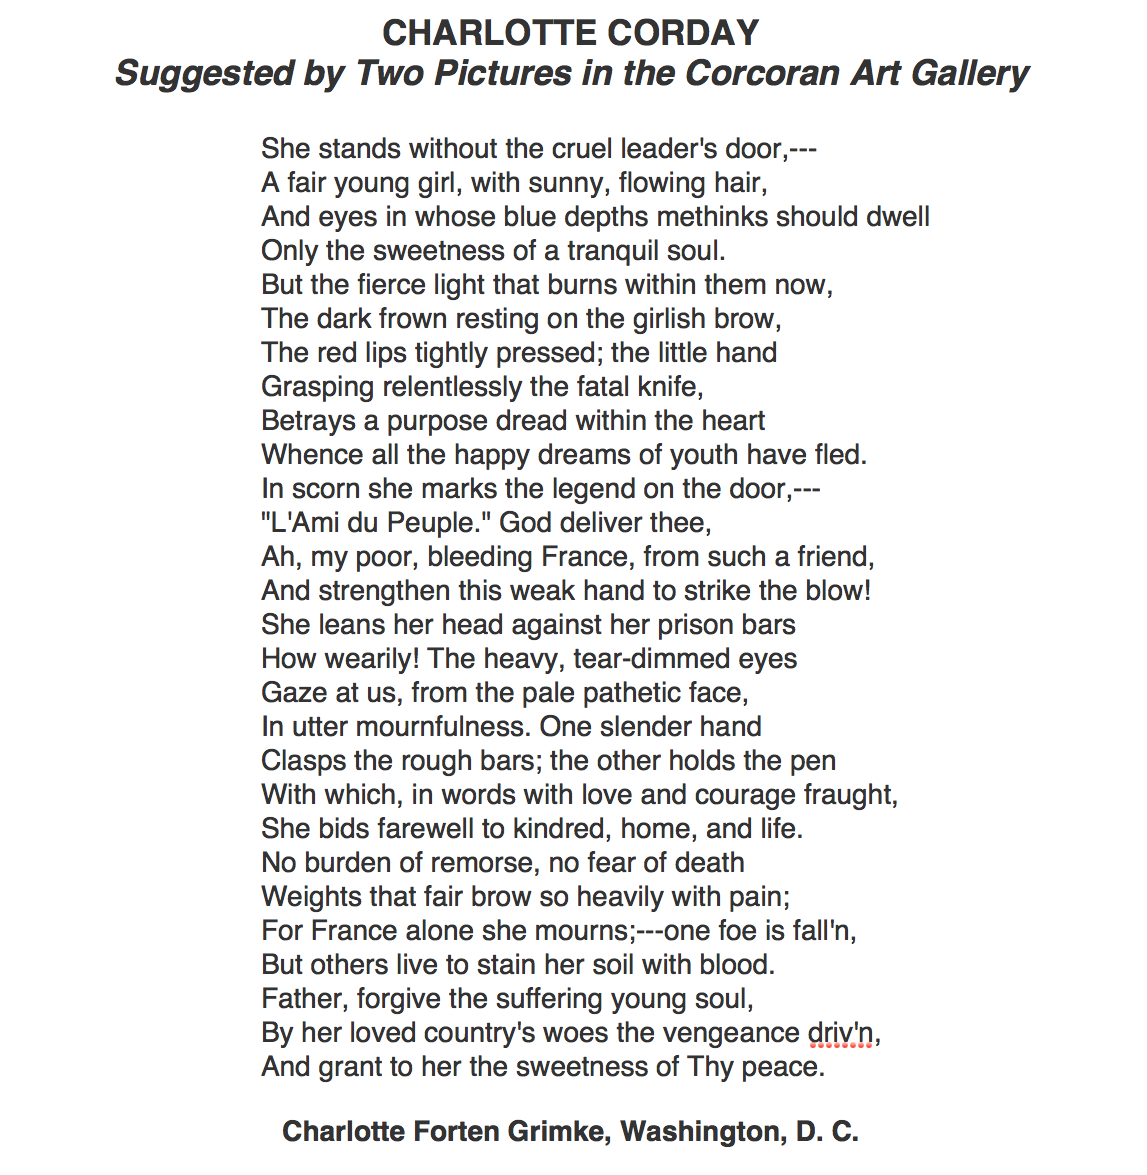 CHARLOTTE CORDAY
Suggested by Two Pictures in the Corcoran Art Gallery
She stands without the cruel leader's door,---
A fair young girl, with sunny, flowing hair,
And eyes in whose blue depths methinks should dwell
Only the sweetness of a tranquil soul.
But the fierce light that burns within them now,
The dark frown resting on the girlish brow,
The red lips tightly pressed; the little hand
Grasping relentlessly the fatal knife,
Betrays a purpose dread within the heart
Whence all the happy dreams of youth have fled.
In scorn she marks the legend on the door,---
"L'Ami du Peuple." God deliver thee,
Ah, my poor, bleeding France, from such a friend,
And strengthen this weak hand to strike the blow!
She leans her head against her prison bars
How wearily! The heavy, tear-dimmed eyes
Gaze at us, from the pale pathetic face,
In utter mournfulness. One slender hand
Clasps the rough bars; the other holds the pen
With which, in words with love and courage fraught,
She bids farewell to kindred, home, and life.
No burden of remorse, no fear of death
Weights that fair brow so heavily with pain;
For France alone she mourns;---one foe is fall'n,
But others live to stain her soil with blood.
Father, forgive the suffering young soul,
By her loved country's woes the vengeance driv'n,
And grant to her the sweetness of Thy peace.
Charlotte Forten Grimke, Washington, D. C.